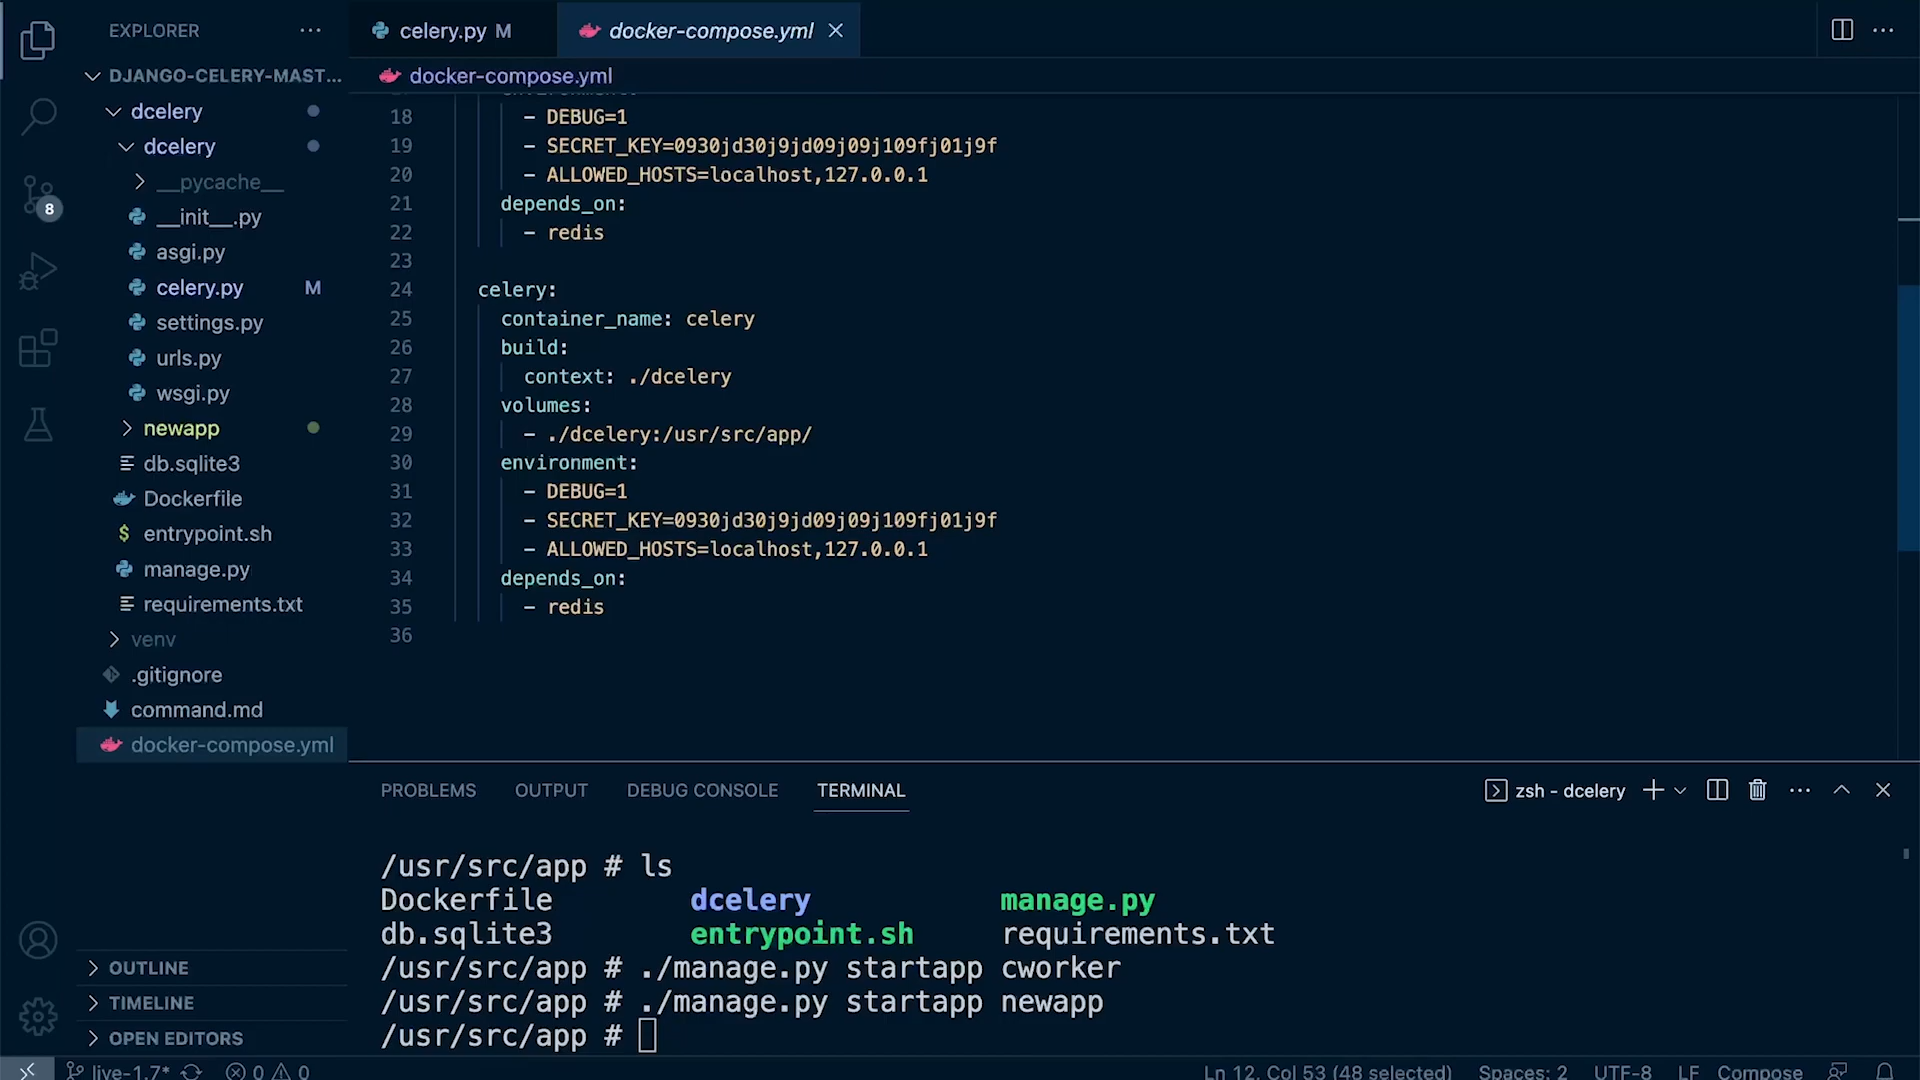 EXPLORER
DJANGO-CELERY-MAST...
dcelery
dcelery
__pycache__
__init__.py
asgi.py
celery.py M
settings.py
urls.py
wsgi.py
newapp
db.sqlite3
Dockerfile
$ entrypoint.sh
manage.py
requirements.txt
venv
.gitignore
command.md
docker-compose.yml
OUTLINE
TIMELINE
OPEN EDITORS
8
celery.py M
docker-compose.yml
docker-compose.yml
18 - DEBUG=1
19 - SECRET_KEY=0930jd30j9jd09j09j109fj01j9f
20 - ALLOWED_HOSTS=localhost,127.0.0.1
21 depends_on:
22 - redis
23
24 celery:
25 container_name: celery
26 build:
27 context: ./dcelery
28 volumes:
29 - ./dcelery:/usr/src/app/
30 environment:
31 - DEBUG=1
32 - SECRET_KEY=0930jd30j9jd09j09j109fj01j9f
33 - ALLOWED_HOSTS=localhost,127.0.0.1
34 depends_on:
35 - redis
36
PROBLEMS OUTPUT DEBUG CONSOLE TERMINAL
zsh - dcelery
/usr/src/app # ls
Dockerfile dcelery manage.py
db.sqlite3 entrypoint.sh requirements.txt
/usr/src/app # ./manage.py startapp cworker
/usr/src/app # ./manage.py startapp newapp
/usr/src/app #
live-1.7* 0 0 Ln 12, Col 53 (48 selected) Spaces: 2 UTF-8 LF Compose